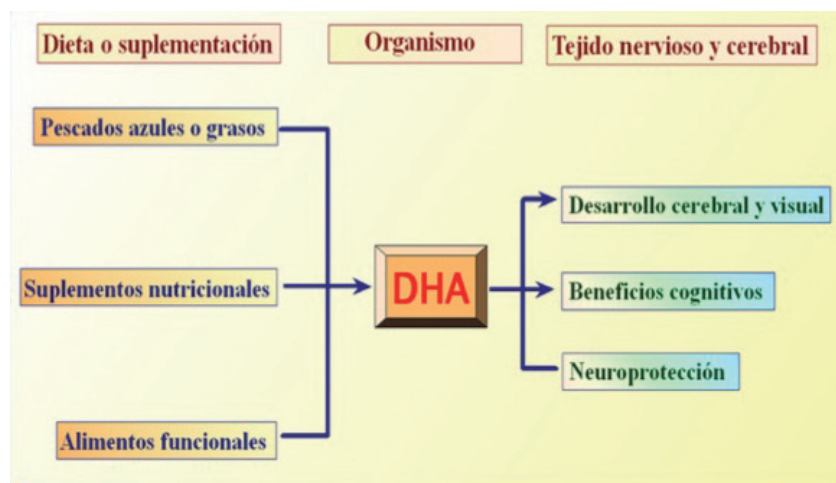 Dieta o suplementación
Organismo
Tejido nervioso y cerebral
Pescados azules o grasos
Suplementos nutricionales
Alimentos funcionales
DHA
Desarrollo cerebral y visual
Beneficios cognitivos
Neuroprotección